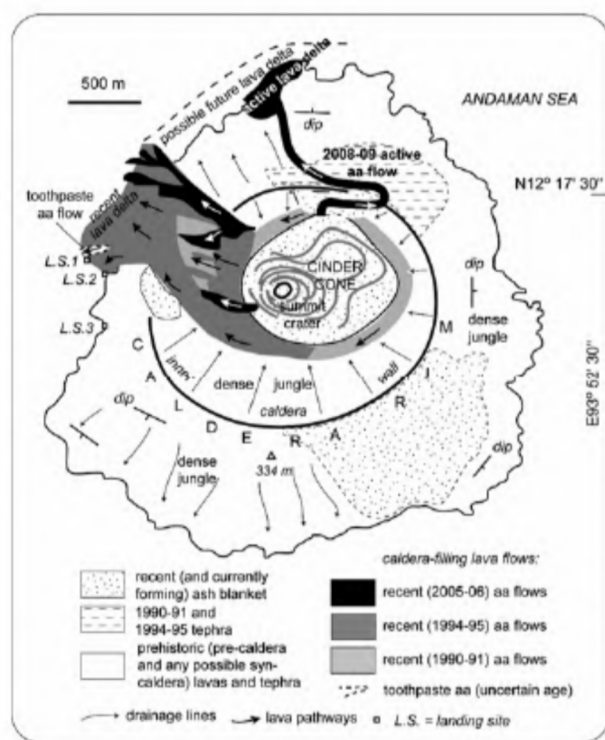 500 m
possible future lava delta
active lava delta
ANDAMAN SEA
dip
2008-09 active
aa flow
N12° 17' 30"
toothpaste
aa flow
recent
lava delta
L.S.1
L.S.2
L.S.3
CINDER
CONE
summit
crater
dip
dense
jungle
E93° 52' 30"
CALDERA RIM
inner
wall
dense jungle
caldera
dip
dense
jungle
334 m
dip
recent (and currently
forming) ash blanket
1990-91 and
1994-95 tephra
prehistoric (pre-caldera
and any possible syn-
caldera) lavas and tephra
caldera-filling lava flows:
recent (2005-06) aa flows
recent (1994-95) aa flows
recent (1990-91) aa flows
toothpaste aa (uncertain age)
drainage lines
lava pathways
L.S. = landing site